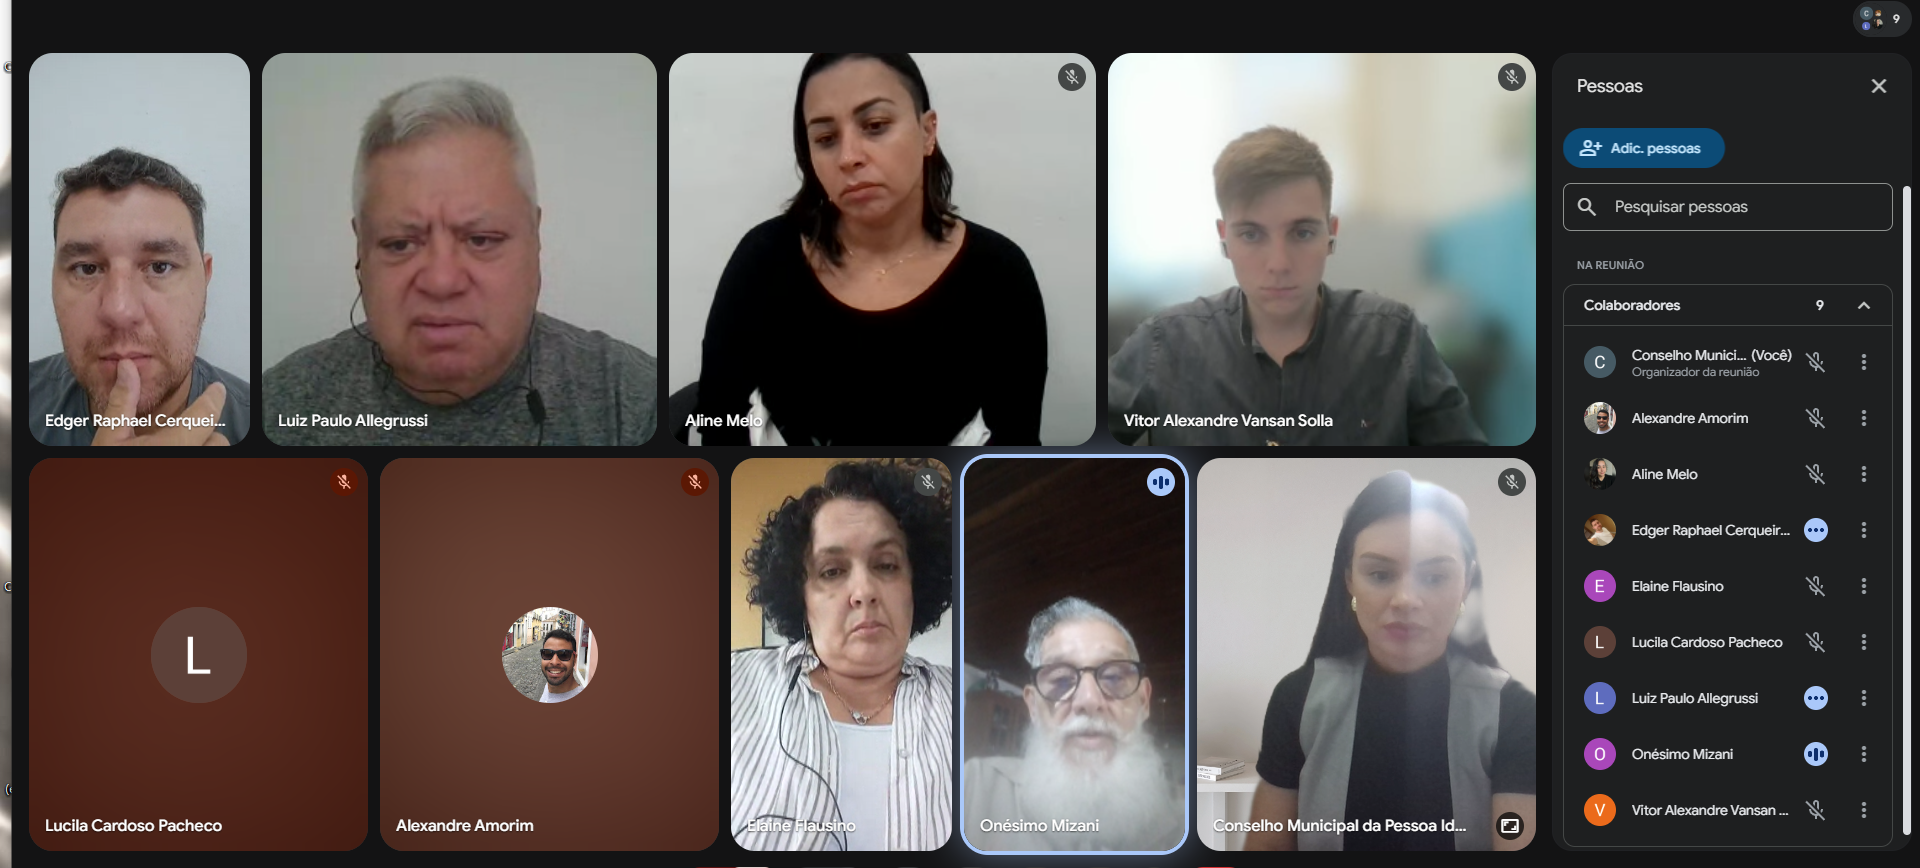 9
Edger Raphael Cerquei...
Luiz Paulo Allegrussi
Aline Melo
Vitor Alexandre Vansan Solla
L
Lucila Cardoso Pacheco
Alexandre Amorim
Elaine Flausino
Onésimo Mizani
Conselho Municipal da Pessoa Id...
Pessoas
Adic. pessoas
Pesquisar pessoas
NA REUNIÃO
Colaboradores 9
C Conselho Munici... (Você)
Organizador da reunião
Alexandre Amorim
Aline Melo
Edger Raphael Cerqueir...
E Elaine Flausino
L Lucila Cardoso Pacheco
L Luiz Paulo Allegrussi
O Onésimo Mizani
V Vitor Alexandre Vansan ...